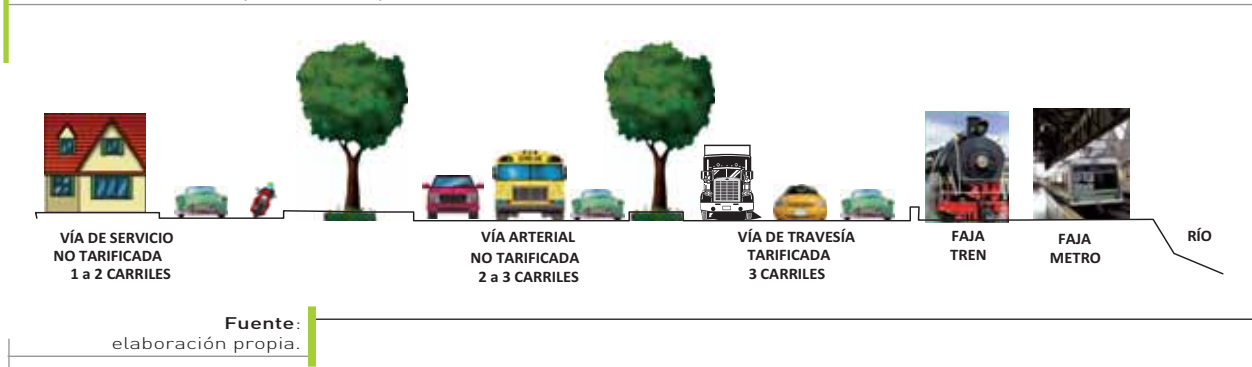 VÍA DE SERVICIO
NO TARIFICADA
1 a 2 CARRILES
VÍA ARTERIAL
NO TARIFICADA
2 a 3 CARRILES
VÍA DE TRAVESÍA
TARIFICADA
3 CARRILES
FAJA
TREN
FAJA
METRO
RÍO
Fuente:
elaboración propia.